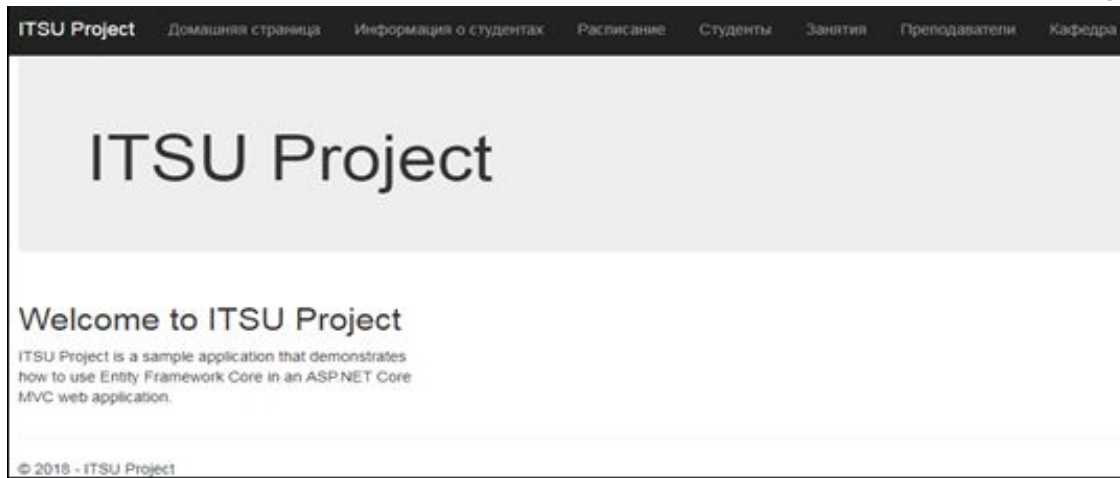 ITSU Project Домашняя страница Информация о студентах Расписание Студенты Занятия Преподаватели Кафедра
ITSU Project
Welcome to ITSU Project
ITSU Project is a sample application that demonstrates
how to use Entity Framework Core in an ASP.NET Core
MVC web application.
© 2018 - ITSU Project